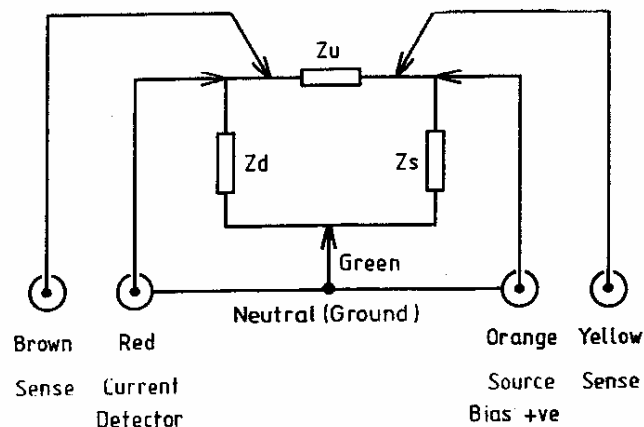 Zu
Zd
Zs
Green
Neutral (Ground)
Brown Red Orange Yellow
Sense Current Source Sense
Detector Bias +ve